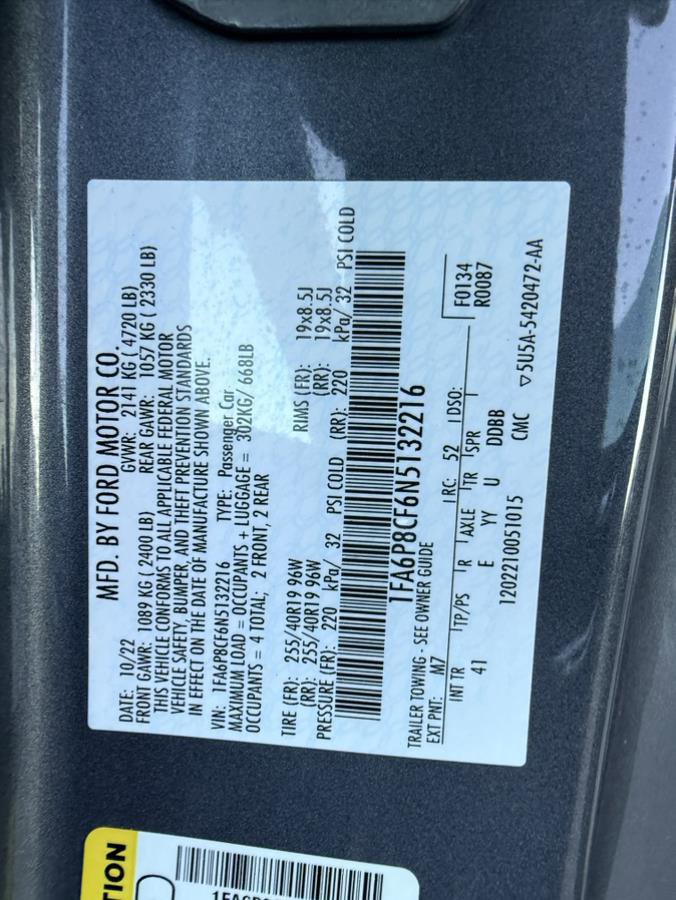 MFD. BY FORD MOTOR CO.
DATE: 10/22 GVWR: 2141 KG ( 4720 LB)
FRONT GAWR: 1089 KG ( 2400 LB) REAR GAWR: 1057 KG ( 2330 LB)
THIS VEHICLE CONFORMS TO ALL APPLICABLE FEDERAL MOTOR
VEHICLE SAFETY, BUMPER, AND THEFT PREVENTION STANDARDS
IN EFFECT ON THE DATE OF MANUFACTURE SHOWN ABOVE.
VIN: 1FA6P8CF6N5132216 TYPE: Passenger Car
MAXIMUM LOAD = OCCUPANTS + LUGGAGE = 302KG/ 668LB
OCCUPANTS = 4 TOTAL; 2 FRONT, 2 REAR
TIRE (FR): 255/40R19 96W RIMS (FR): 19x8.5J
(RR): 255/40R19 96W (RR): 19x8.5J
PRESSURE (FR): 220 kPa/ 32 PSI COLD (RR): 220 kPa/ 32 PSI COLD
1FA6P8CF6N5132216
TRAILER TOWING - SEE OWNER GUIDE
EXT PNT: M7 RC: 52 DSO: F0134
INT TR TP/PS R AXLE TR SPR R0087
41 E YY U DDBB
1202210051015 CMC ▽5U5A-5420472-AA
TION